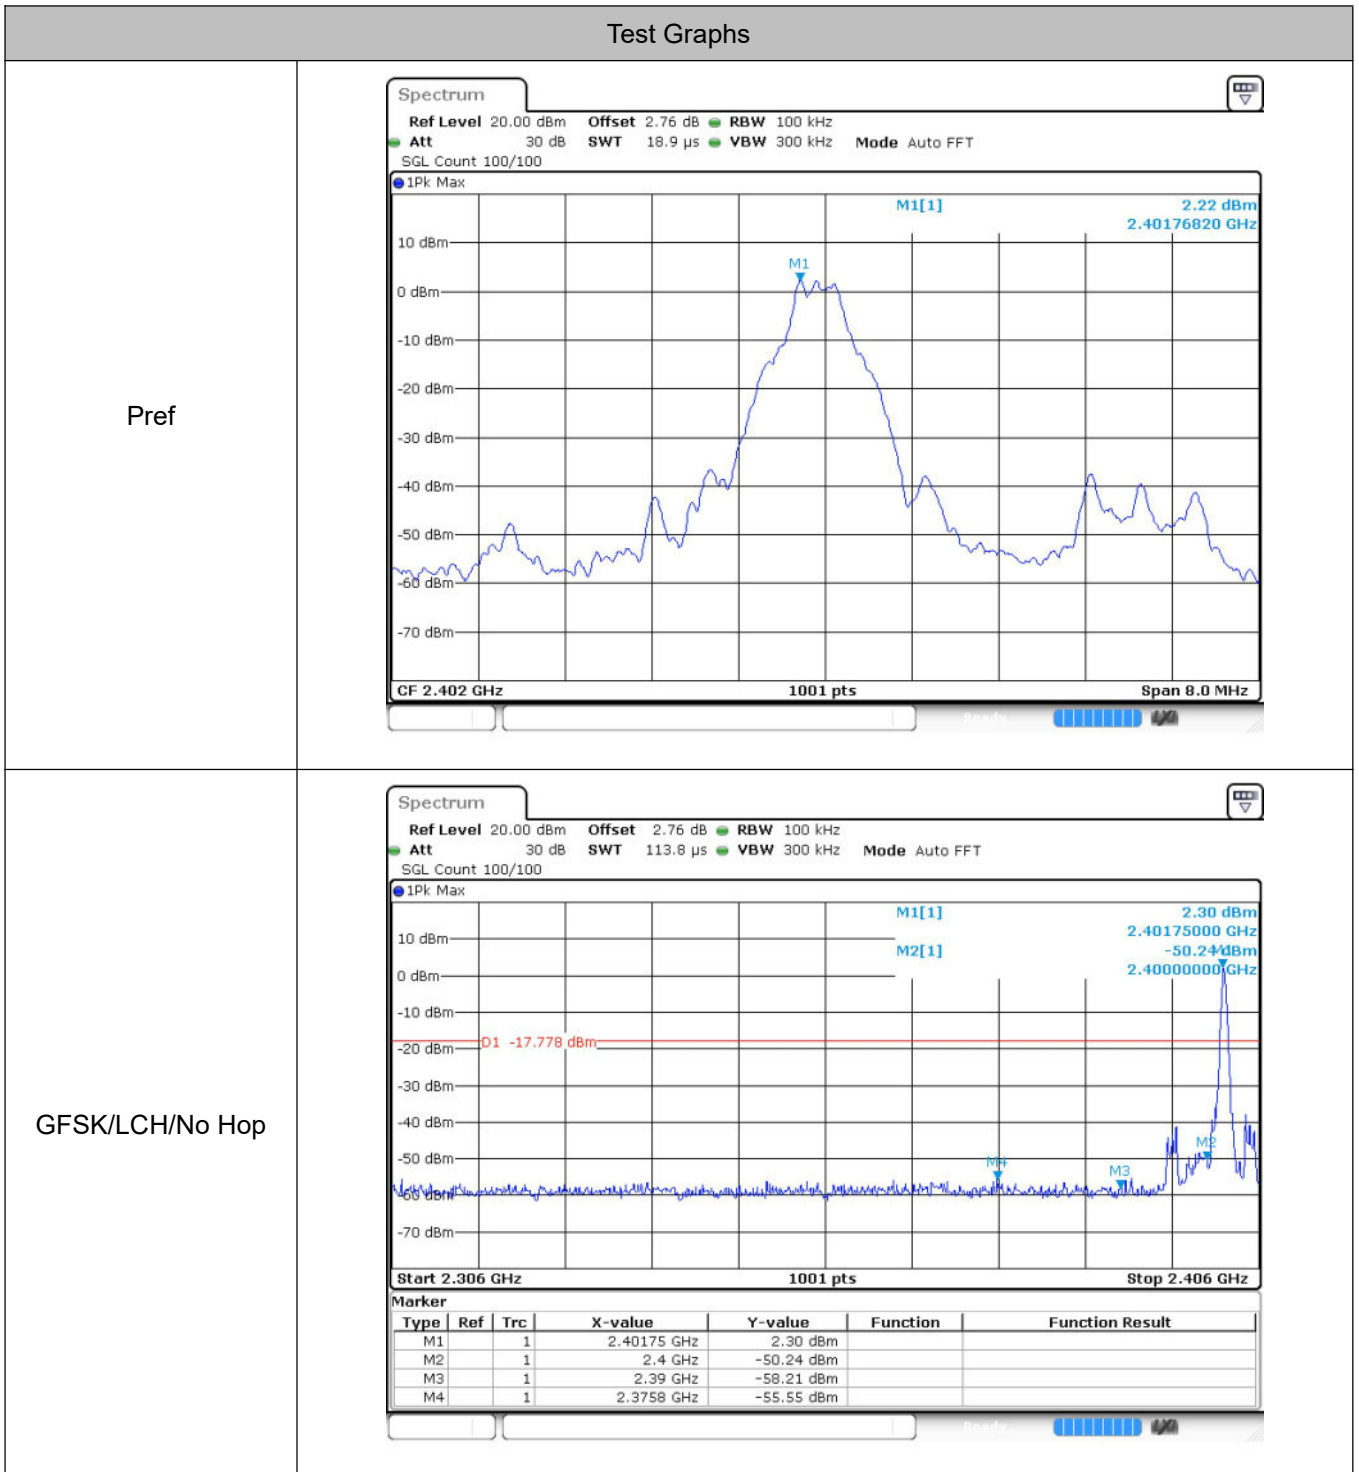 Test Graphs
Pref
Spectrum
Ref Level 20.00 dBm Offset 2.76 dB RBW 100 kHz
Att 30 dB SWT 18.9 µs VBW 300 kHz Mode Auto FFT
SGL Count 100/100
1Pk Max
M1[1] 2.22 dBm
2.40176820 GHz
10 dBm
M1
0 dBm
-10 dBm
-20 dBm
-30 dBm
-40 dBm
-50 dBm
-60 dBm
-70 dBm
CF 2.402 GHz 1001 pts Span 8.0 MHz
Ready
GFSK/LCH/No Hop
Spectrum
Ref Level 20.00 dBm Offset 2.76 dB RBW 100 kHz
Att 30 dB SWT 113.8 µs VBW 300 kHz Mode Auto FFT
SGL Count 100/100
1Pk Max
M1[1] 2.30 dBm
2.40175000 GHz
10 dBm
M2[1] -50.24 dBm
0 dBm 2.40000000 GHz
-10 dBm
D1 -17.778 dBm
-20 dBm
-30 dBm
-40 dBm
M2
-50 dBm
M4 M3
-60 dBm
-70 dBm
Start 2.306 GHz 1001 pts Stop 2.406 GHz
Marker
Type Ref Trc X-value Y-value Function Function Result
M1 1 2.40175 GHz 2.30 dBm
M2 1 2.4 GHz -50.24 dBm
M3 1 2.39 GHz -58.21 dBm
M4 1 2.3758 GHz -55.55 dBm
Ready